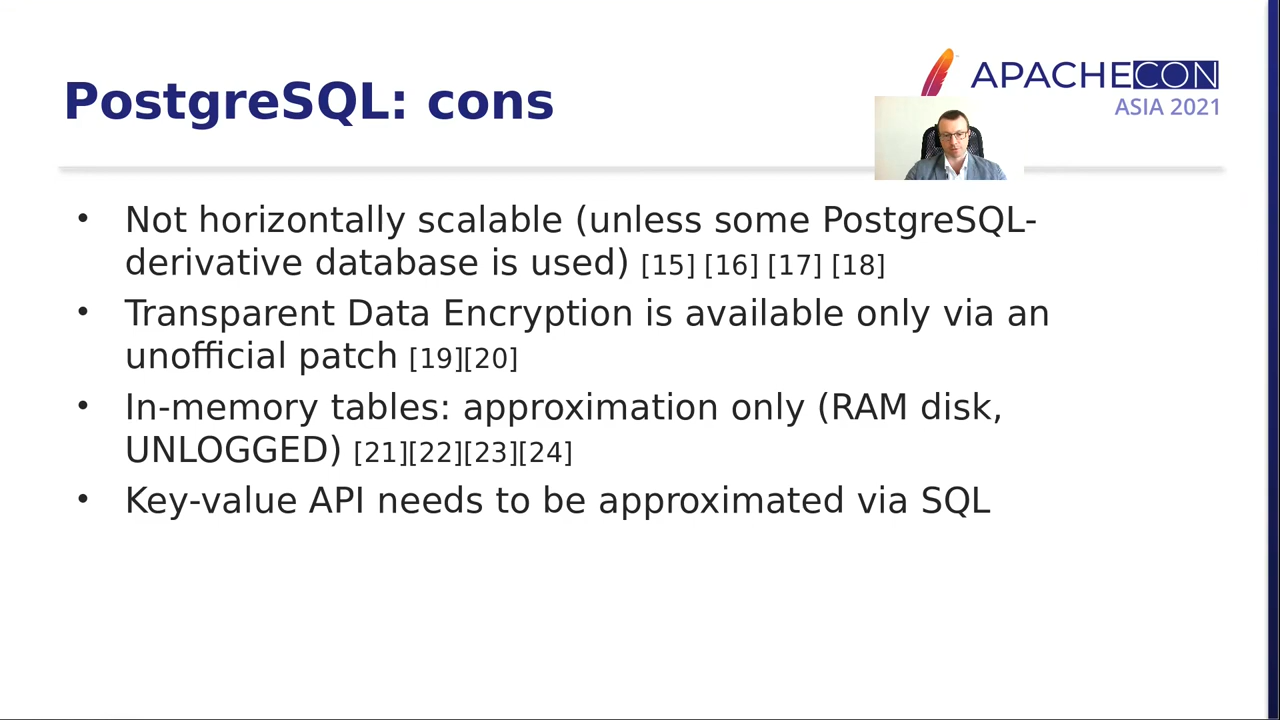 PostgreSQL: cons
APACHECON
ASIA 2021
• Not horizontally scalable (unless some PostgreSQL-
derivative database is used) [15] [16] [17] [18]
• Transparent Data Encryption is available only via an
unofficial patch [19][20]
• In-memory tables: approximation only (RAM disk,
UNLOGGED) [21][22][23][24]
• Key-value API needs to be approximated via SQL